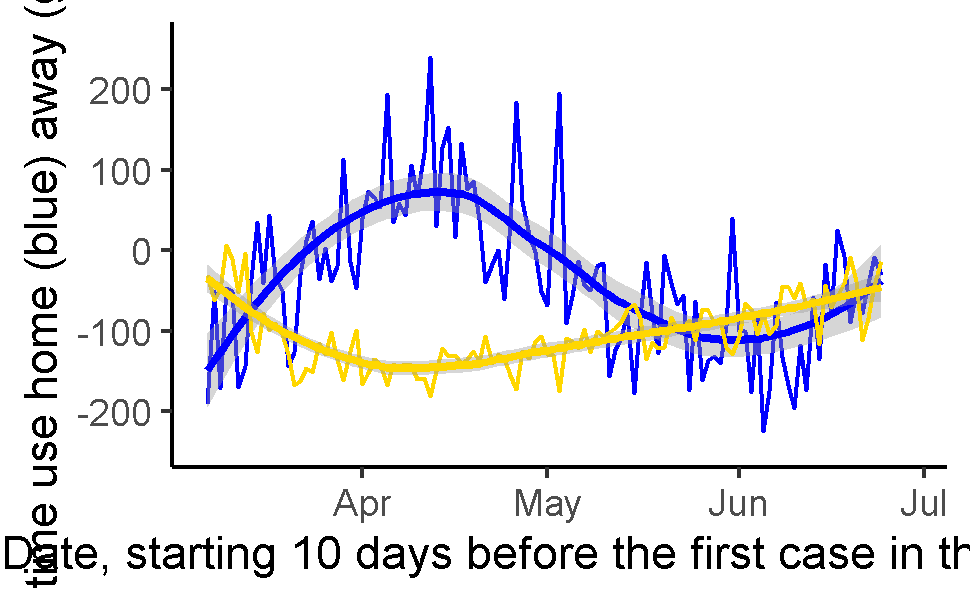 time use home (blue) away (
200
100
0
-100
-200
Apr May Jun Jul
Date, starting 10 days before the first case in th